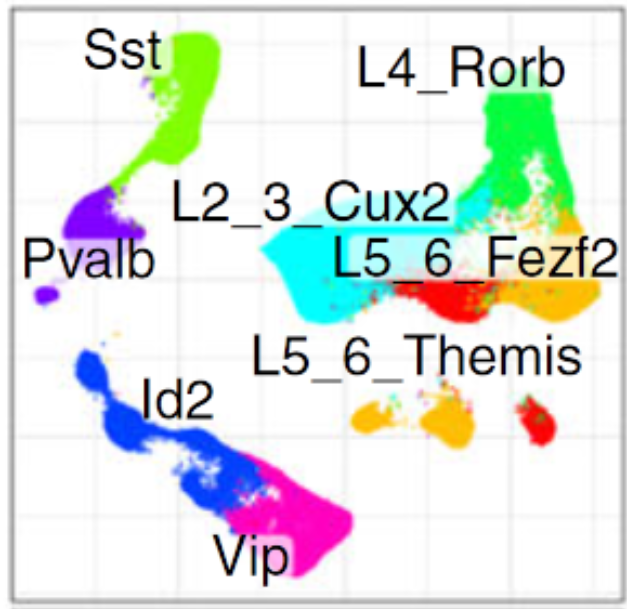 Sst
L4_Rorb
L2_3_Cux2
Pvalb
L5_6_Fezf2
L5_6_Themis
Id2
Vip